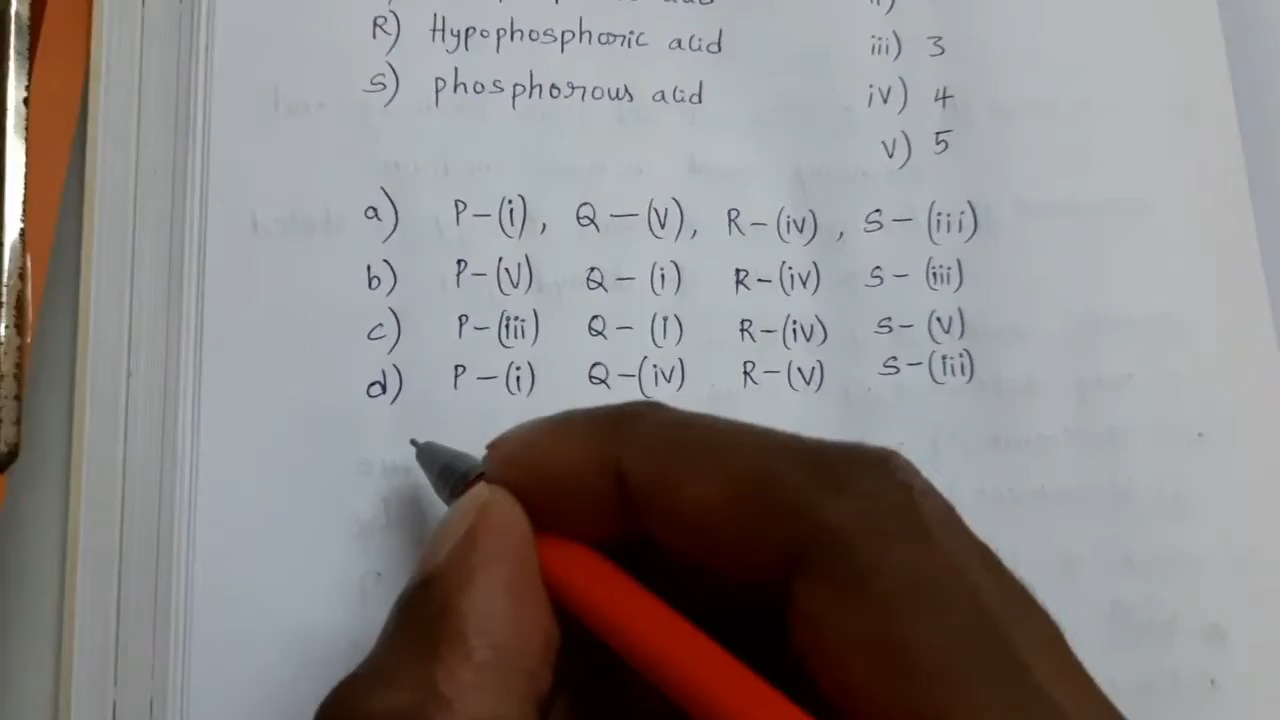 R) Hypophosphoric acid iii) 3
S) phosphorous acid iv) 4
v) 5
a) P-(i), Q-(v), R-(iv), S-(iii)
b) P-(v) Q-(i) R-(iv) S-(iii)
c) P-(iii) Q-(i) R-(iv) S-(v)
d) P-(i) Q-(iv) R-(v) S-(iii)